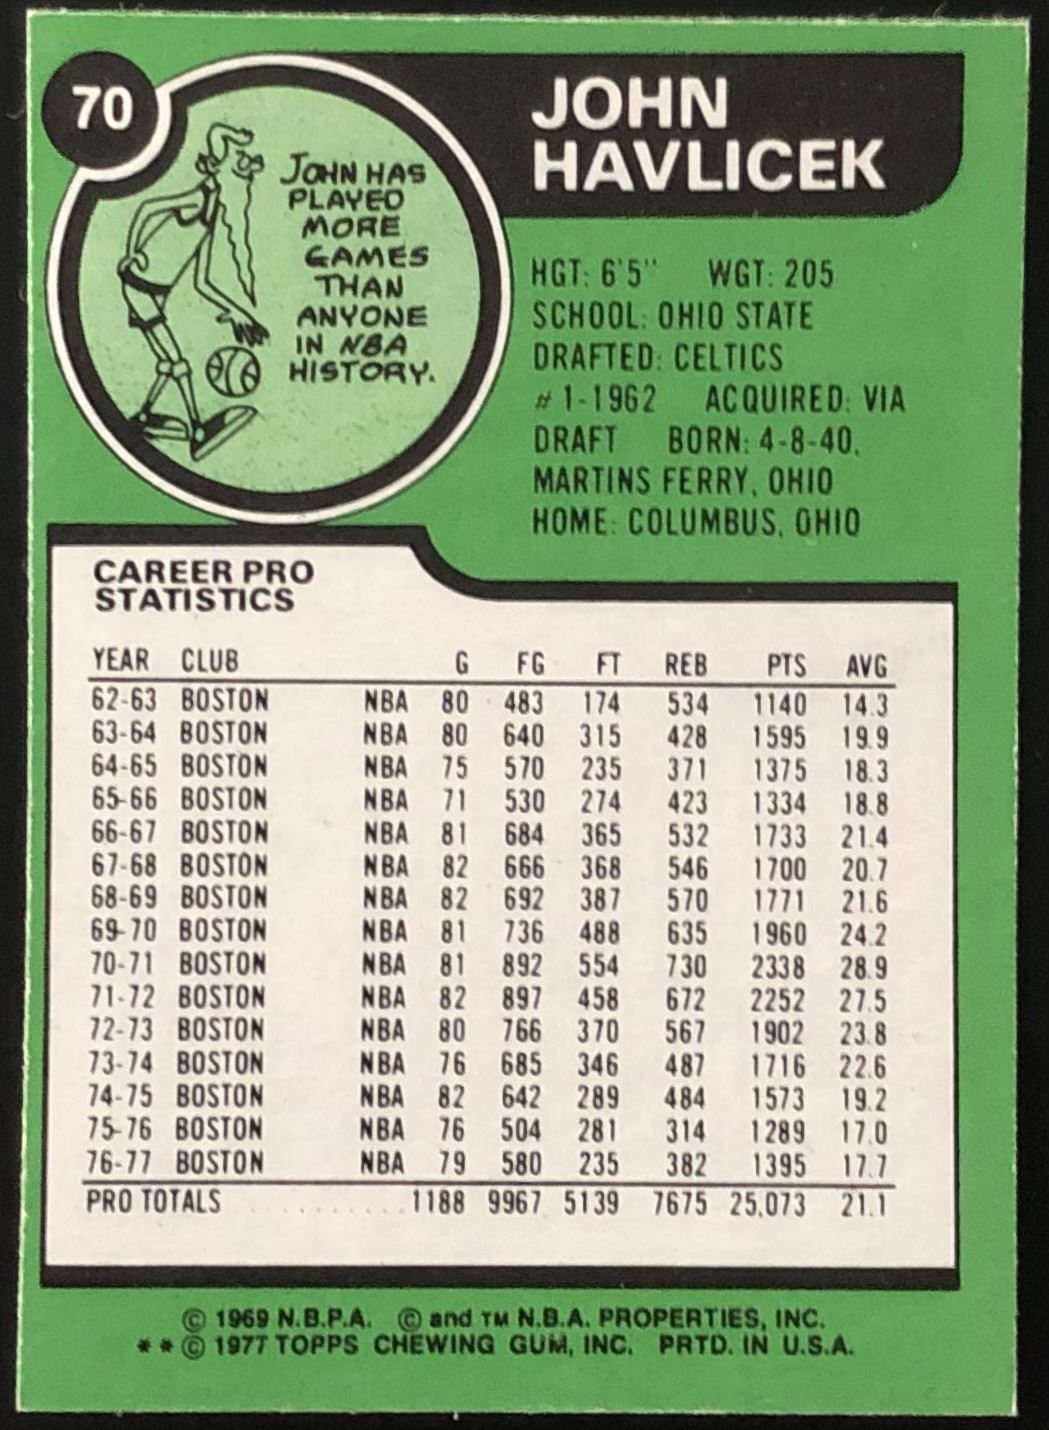 70
JOHN
HAVLICEK
JOHN HAS
PLAYED
MORE
GAMES
THAN
ANYONE
IN NBA
HISTORY.
HGT: 6'5" WGT: 205
SCHOOL: OHIO STATE
DRAFTED: CELTICS
#1-1962 ACQUIRED: VIA
DRAFT BORN: 4-8-40,
MARTINS FERRY, OHIO
HOME: COLUMBUS, OHIO
CAREER PRO
STATISTICS
YEAR CLUB G FG FT REB PTS AVG
62-63 BOSTON NBA 80 483 174 534 1140 14.3
63-64 BOSTON NBA 80 640 315 428 1595 19.9
64-65 BOSTON NBA 75 570 235 371 1375 18.3
65-66 BOSTON NBA 71 530 274 423 1334 18.8
66-67 BOSTON NBA 81 684 365 532 1733 21.4
67-68 BOSTON NBA 82 666 368 546 1700 20.7
68-69 BOSTON NBA 82 692 387 570 1771 21.6
69-70 BOSTON NBA 81 736 488 635 1960 24.2
70-71 BOSTON NBA 81 892 554 730 2338 28.9
71-72 BOSTON NBA 82 897 458 672 2252 27.5
72-73 BOSTON NBA 80 766 370 567 1902 23.8
73-74 BOSTON NBA 76 685 346 487 1716 22.6
74-75 BOSTON NBA 82 642 289 484 1573 19.2
75-76 BOSTON NBA 76 504 281 314 1289 17.0
76-77 BOSTON NBA 79 580 235 382 1395 17.7
PRO TOTALS . . . . . . . . . . 1188 9967 5139 7675 25,073 21.1
© 1969 N.B.P.A. © and TM N.B.A. PROPERTIES, INC.
* * © 1977 TOPPS CHEWING GUM, INC. PRTD. IN U.S.A.